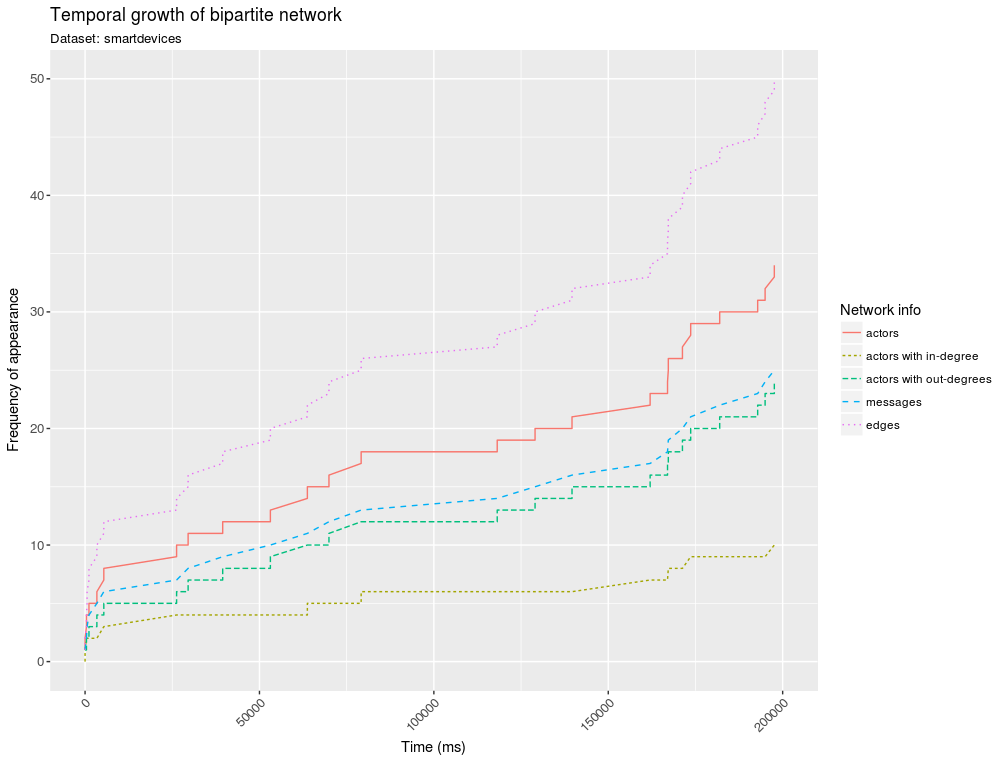 Temporal growth of bipartite network
Dataset: smartdevices
50
40
30
20
10
0
Frequency of appearance
0
50000
100000
150000
200000
Time (ms)
Network info
actors
actors with in-degree
actors with out-degrees
messages
edges